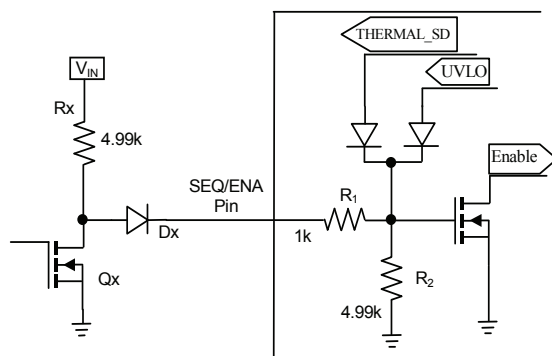 THERMAL_SD
UVLO
V_IN
Rx
4.99k
Enable
SEQ/ENA
Pin
R_1
Dx
1k
R_2
Qx
4.99k